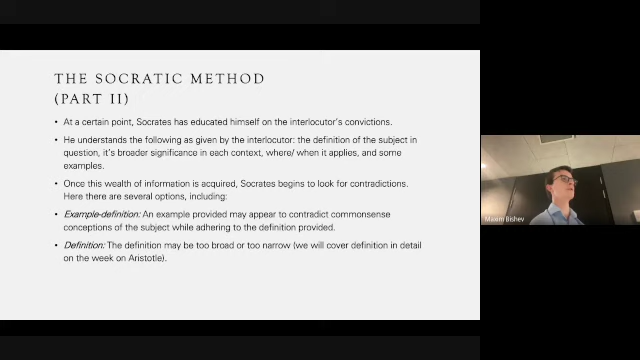 THE SOCRATIC METHOD
(PART II)
• At a certain point, Socrates has educated himself on the interlocutor's convictions.
• He understands the following as given by the interlocutor: the definition of the subject in
question, it's broader significance in each context, where/ when it applies, and some
examples.
• Once this wealth of information is acquired, Socrates begins to look for contradictions.
Here there are several options, including:
• Example-definition: An example provided may appear to contradict commonsense
conceptions of the subject while adhering to the definition provided.
• Definition: The definition may be too broad or too narrow (we will cover definition in detail
on the week on Aristotle).
Maxim Bishev